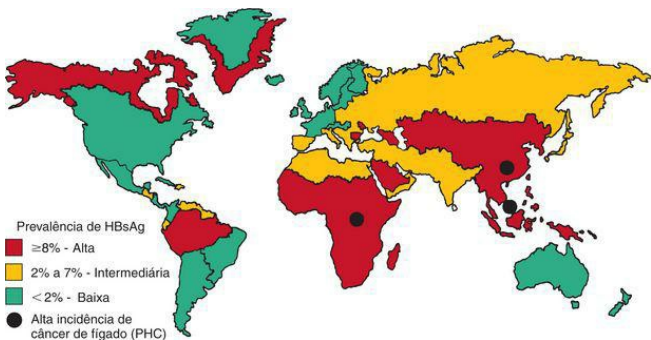 Prevalência de HBsAg
≥8% - Alta
2% a 7% - Intermediária
<2% - Baixa
Alta incidência de
câncer de fígado (PHC)